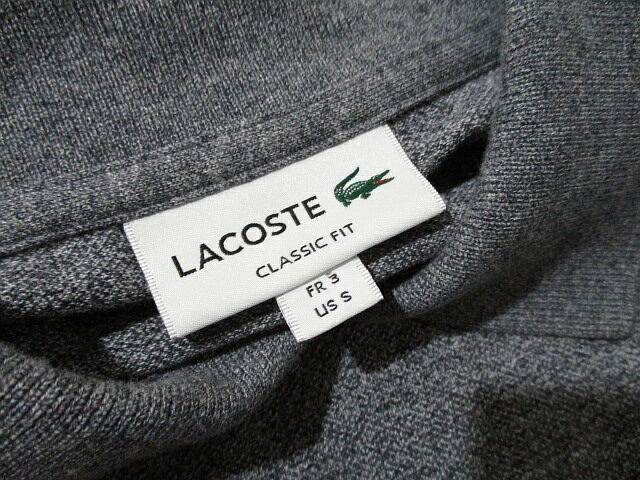 LACOSTE
CLASSIC FIT
FR 3
US S